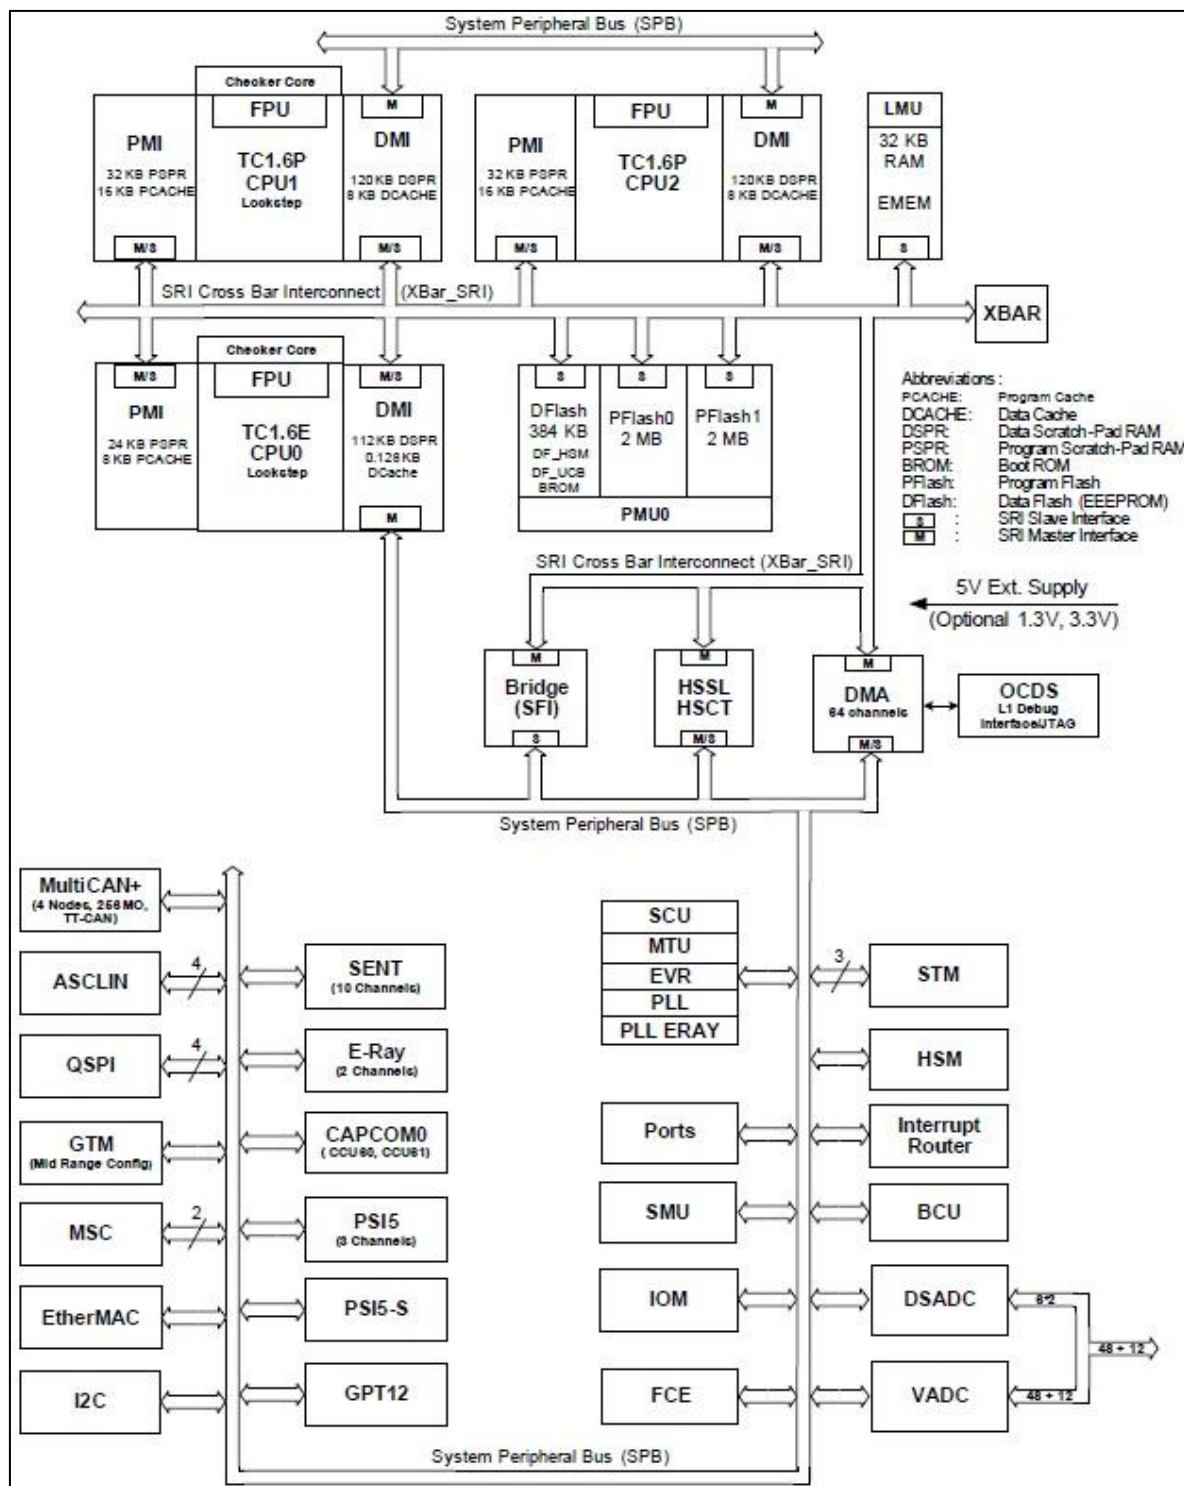 System Peripheral Bus (SPB)
Checker Core
FPU
PMI
32 KB PSPR
16 KB PCACHE
M/S
TC1.6P
CPU1
Lockstep
M
DMI
120KB DSPR
8 KB DCACHE
M/S
PMI
32 KB PSPR
16 KB PCACHE
M/S
FPU
TC1.6P
CPU2
M
DMI
120KB DSPR
8 KB DCACHE
M/S
LMU
32 KB
RAM
EMEM
S
SRI Cross Bar Interconnect (XBar_SRI)
XBAR
Checker Core
M/S
PMI
24 KB PSPR
8 KB PCACHE
FPU
TC1.6E
CPU0
Lockstep
M/S
DMI
112KB DSPR
0.128KB
DCache
M
S
DFlash
384 KB
DF_HSM
DF_UCB
BROM
S
PFlash0
2 MB
S
PFlash1
2 MB
PMU0
Abbreviations :
PCACHE: Program Cache
DCACHE: Data Cache
DSPR: Data Scratch-Pad RAM
PSPR: Program Scratch-Pad RAM
BROM: Boot ROM
PFlash: Program Flash
DFlash: Data Flash (EEEPROM)
S : SRI Slave Interface
M : SRI Master Interface
SRI Cross Bar Interconnect (XBar_SRI)
5V Ext. Supply
(Optional 1.3V, 3.3V)
M
Bridge
(SFI)
S
M
HSSL
HSCT
M/S
M
DMA
64 channels
M/S
OCDS
L1 Debug
Interface/JTAG
System Peripheral Bus (SPB)
MultiCAN+
(4 Nodes, 256 MO,
TT-CAN)
ASCLIN
4
QSPI
4
GTM
(Mid Range Config)
MSC
2
EtherMAC
I2C
SENT
(10 Channels)
E-Ray
(2 Channels)
CAPCOM0
( CCU60, CCU61)
PSI5
(3 Channels)
PSI5-S
GPT12
SCU
MTU
EVR
PLL
PLL ERAY
Ports
SMU
IOM
FCE
3
STM
HSM
Interrupt
Router
BCU
DSADC
6*2
48 + 12
VADC
48 + 12
System Peripheral Bus (SPB)